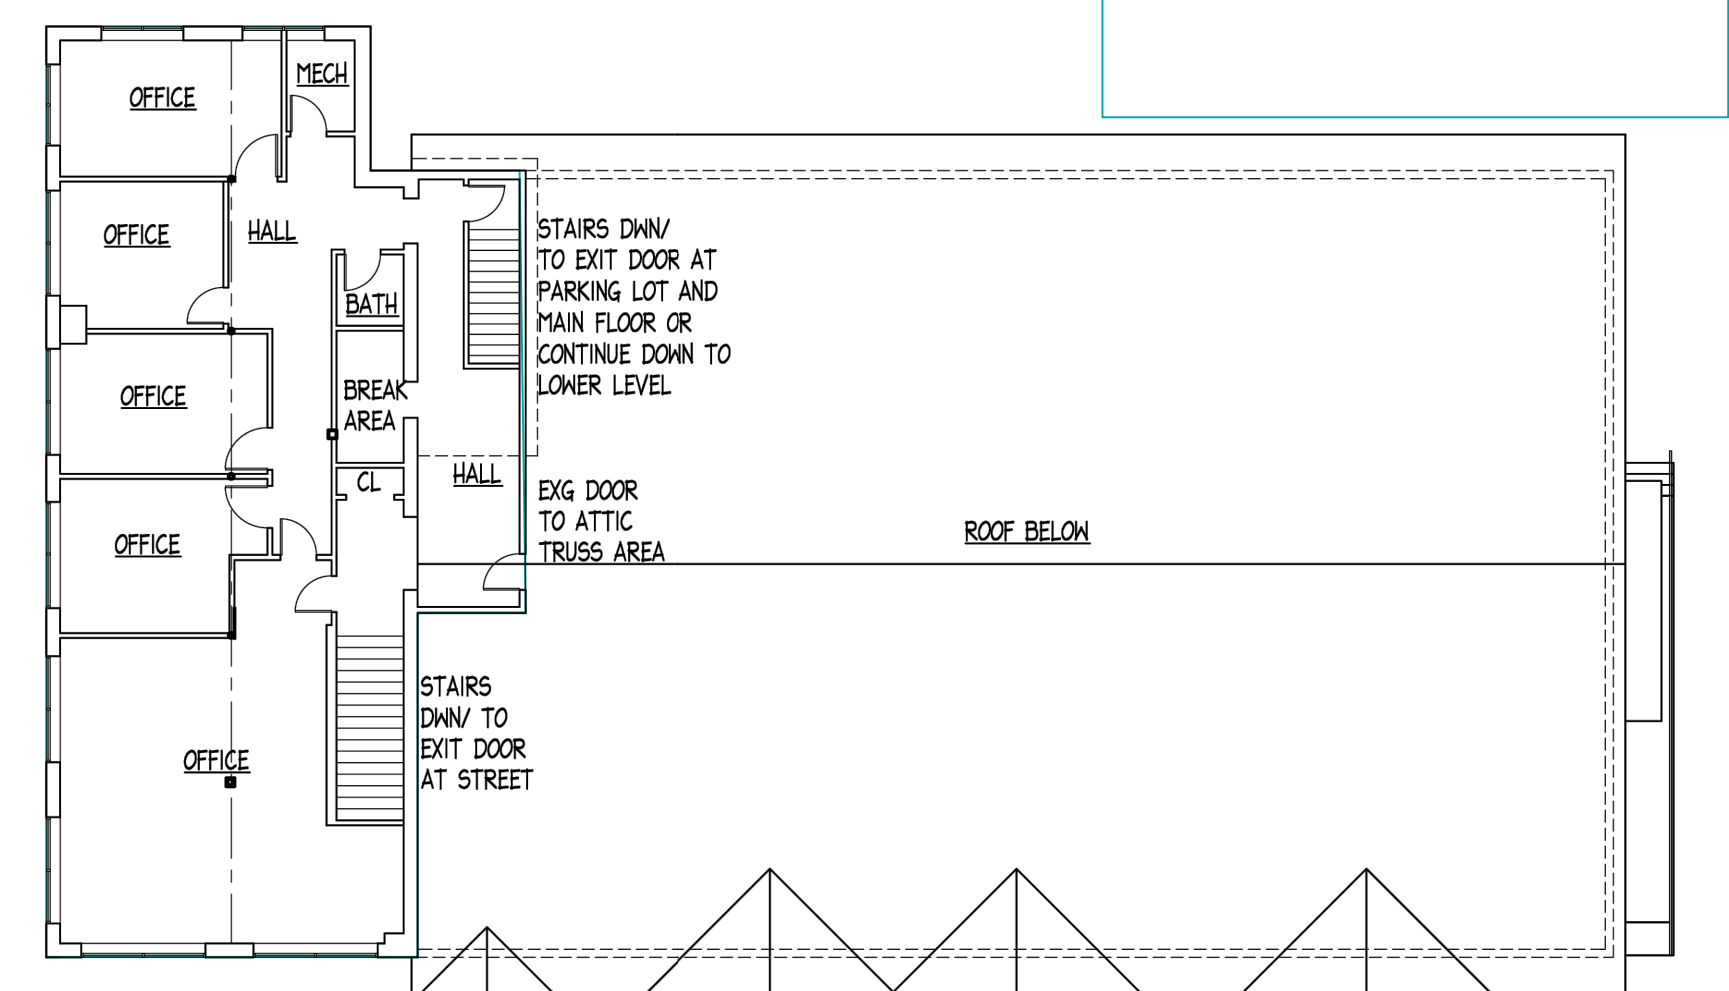 MECH
OFFICE
OFFICE
HALL
STAIRS DWN/
TO EXIT DOOR AT
PARKING LOT AND
MAIN FLOOR OR
CONTINUE DOWN TO
LOWER LEVEL
BATH
OFFICE
BREAK
AREA
CL
HALL
EXG DOOR
TO ATTIC
TRUSS AREA
ROOF BELOW
OFFICE
STAIRS
DWN/ TO
EXIT DOOR
AT STREET
OFFICE